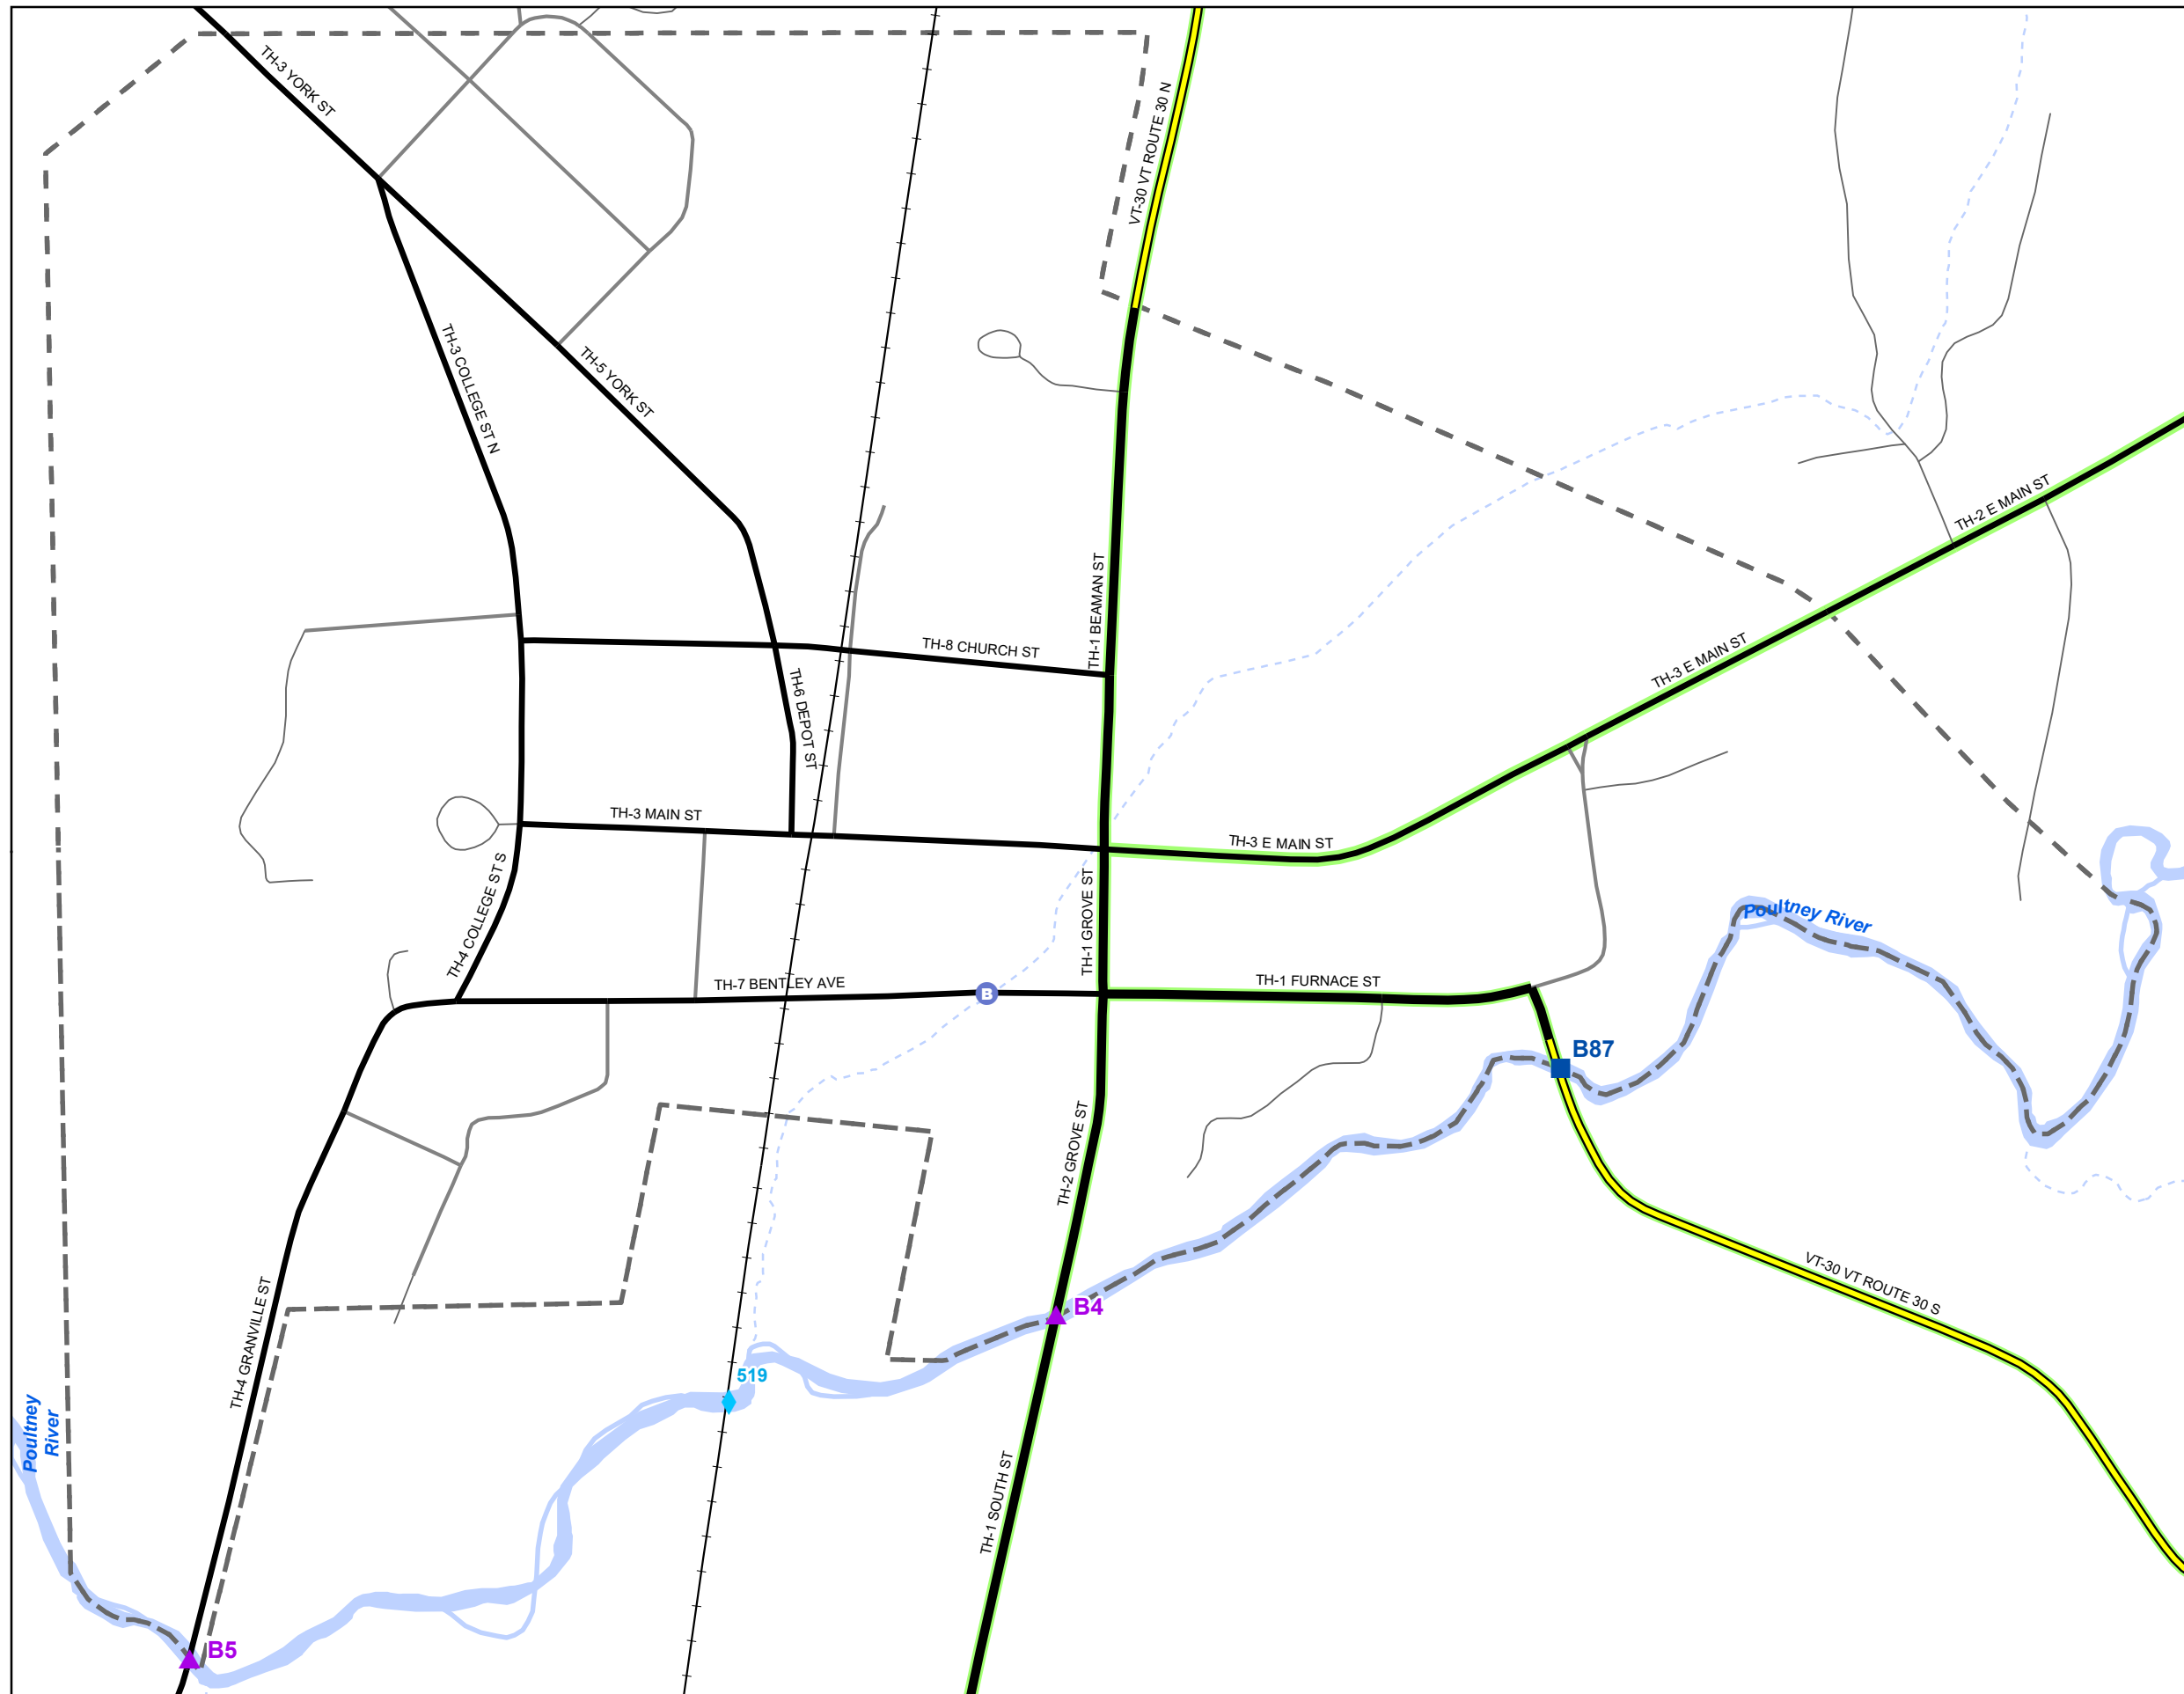 TH-3 YORK ST
VT-30 VT ROUTE 30 N
TH-3 COLLEGE ST N
TH-5 YORK ST
TH-2 E MAIN ST
TH-1 BEAMAN ST
TH-8 CHURCH ST
TH-3 E MAIN ST
TH-6 DEPOT ST
TH-3 MAIN ST
TH-3 E MAIN ST
TH-4 COLLEGE ST S
TH-1 GROVE ST
Poultney River
TH-7 BENTLEY AVE
B
TH-1 FURNACE ST
B87
TH-2 GROVE ST
VT-30 VT ROUTE 30 S
B4
TH-4 GRANVILLE ST
519
Poultney
River
TH-1 SOUTH ST
B5